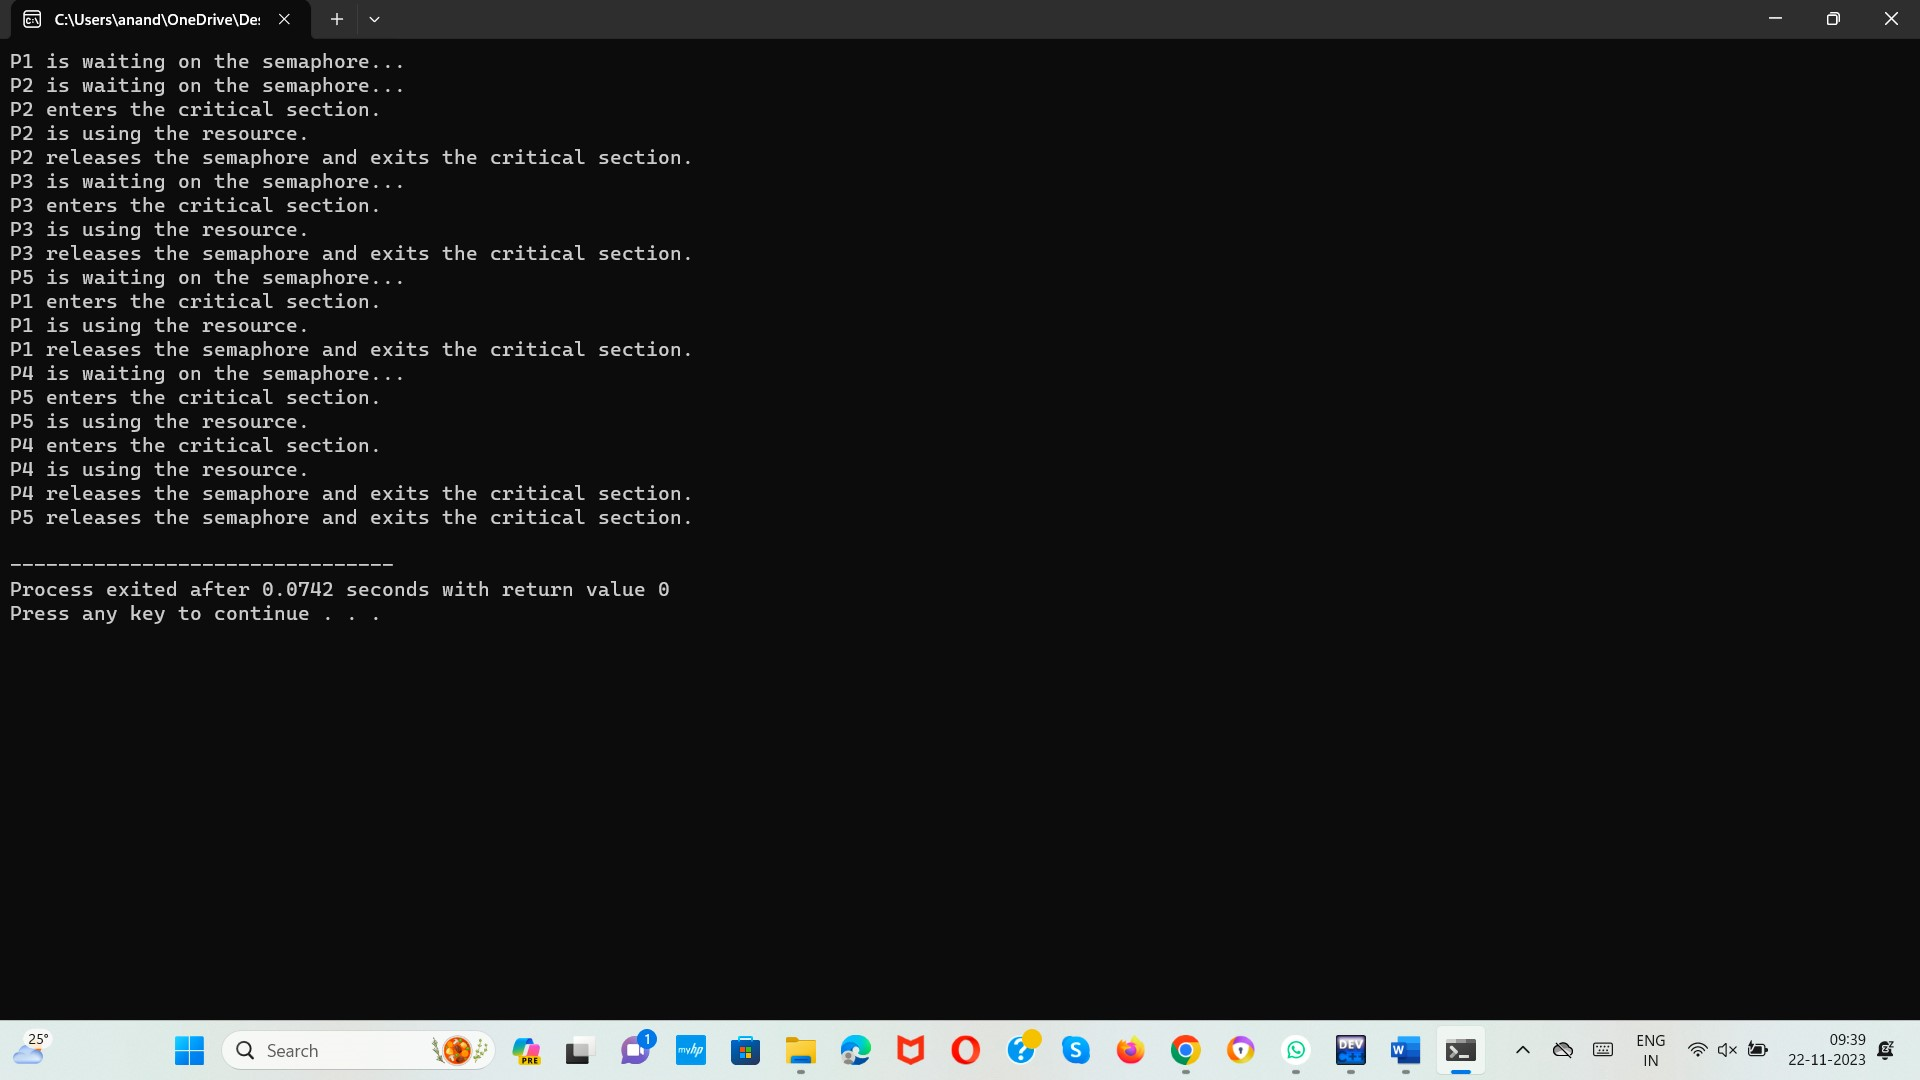 C:\Users\anand\OneDrive\De
P1 is waiting on the semaphore...
P2 is waiting on the semaphore...
P2 enters the critical section.
P2 is using the resource.
P2 releases the semaphore and exits the critical section.
P3 is waiting on the semaphore...
P3 enters the critical section.
P3 is using the resource.
P3 releases the semaphore and exits the critical section.
P5 is waiting on the semaphore...
P1 enters the critical section.
P1 is using the resource.
P1 releases the semaphore and exits the critical section.
P4 is waiting on the semaphore...
P5 enters the critical section.
P5 is using the resource.
P4 enters the critical section.
P4 is using the resource.
P4 releases the semaphore and exits the critical section.
P5 releases the semaphore and exits the critical section.
--------------------------------
Process exited after 0.0742 seconds with return value 0
Press any key to continue . . .
25°
Search
PRE
1
myhp
DEV
W
ENG
IN
09:39
22-11-2023